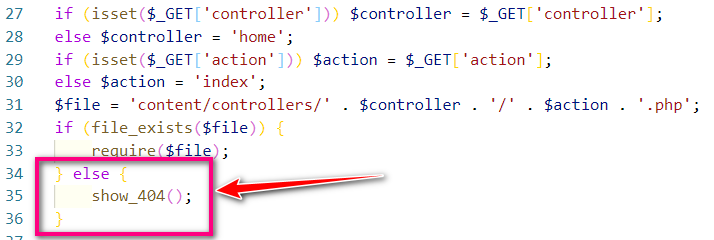 27 if (isset($_GET['controller'])) $controller = $_GET['controller'];
28 else $controller = 'home';
29 if (isset($_GET['action'])) $action = $_GET['action'];
30 else $action = 'index';
31 $file = 'content/controllers/' . $controller . '/' . $action . '.php';
32 if (file_exists($file)) {
33 require($file);
34 } else {
35 show_404();
36 }